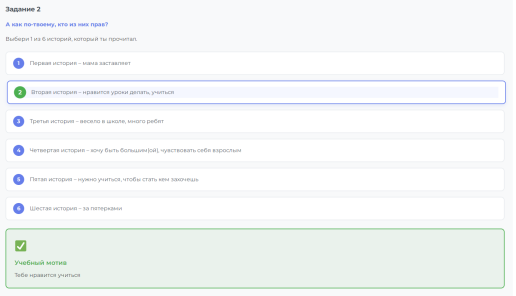 Задание 2
А как по-твоему, кто из них прав?
Выбери 1 из 6 историй, который ты прочитал.
1 Первая история – мама заставляет
2 Вторая история – нравится уроки делать, учиться
3 Третья история – весело в школе, много ребят
4 Четвертая история – хочу быть большим(ой), чувствовать себя взрослым
5 Пятая история – нужно учиться, чтобы стать кем захочешь
6 Шестая история – за пятерками
Учебный мотив
Тебе нравится учиться